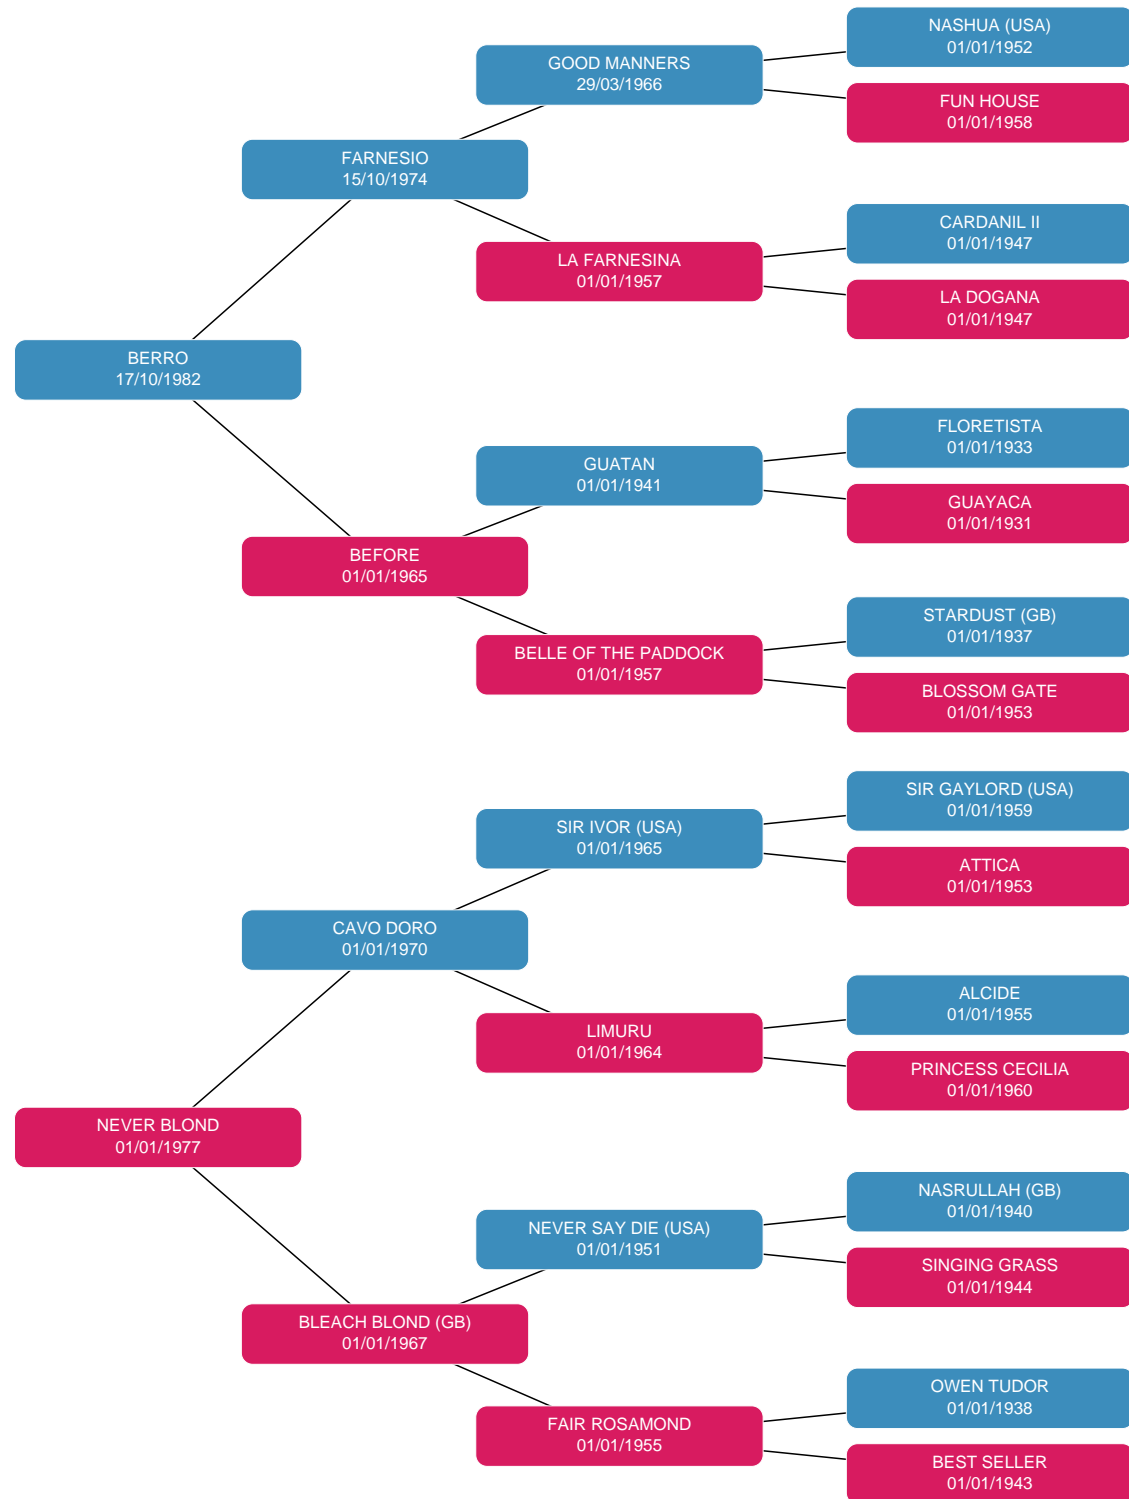 NASHUA (USA)
01/01/1952
GOOD MANNERS
29/03/1966
FUN HOUSE
01/01/1958
FARNESIO
15/10/1974
CARDANIL II
01/01/1947
LA FARNESINA
01/01/1957
LA DOGANA
01/01/1947
BERRO
17/10/1982
FLORETISTA
01/01/1933
GUATAN
01/01/1941
GUAYACA
01/01/1931
BEFORE
01/01/1965
STARDUST (GB)
01/01/1937
BELLE OF THE PADDOCK
01/01/1957
BLOSSOM GATE
01/01/1953
SIR GAYLORD (USA)
01/01/1959
SIR IVOR (USA)
01/01/1965
ATTICA
01/01/1953
CAVO DORO
01/01/1970
ALCIDE
01/01/1955
LIMURU
01/01/1964
PRINCESS CECILIA
01/01/1960
NEVER BLOND
01/01/1977
NASRULLAH (GB)
01/01/1940
NEVER SAY DIE (USA)
01/01/1951
SINGING GRASS
01/01/1944
BLEACH BLOND (GB)
01/01/1967
OWEN TUDOR
01/01/1938
FAIR ROSAMOND
01/01/1955
BEST SELLER
01/01/1943